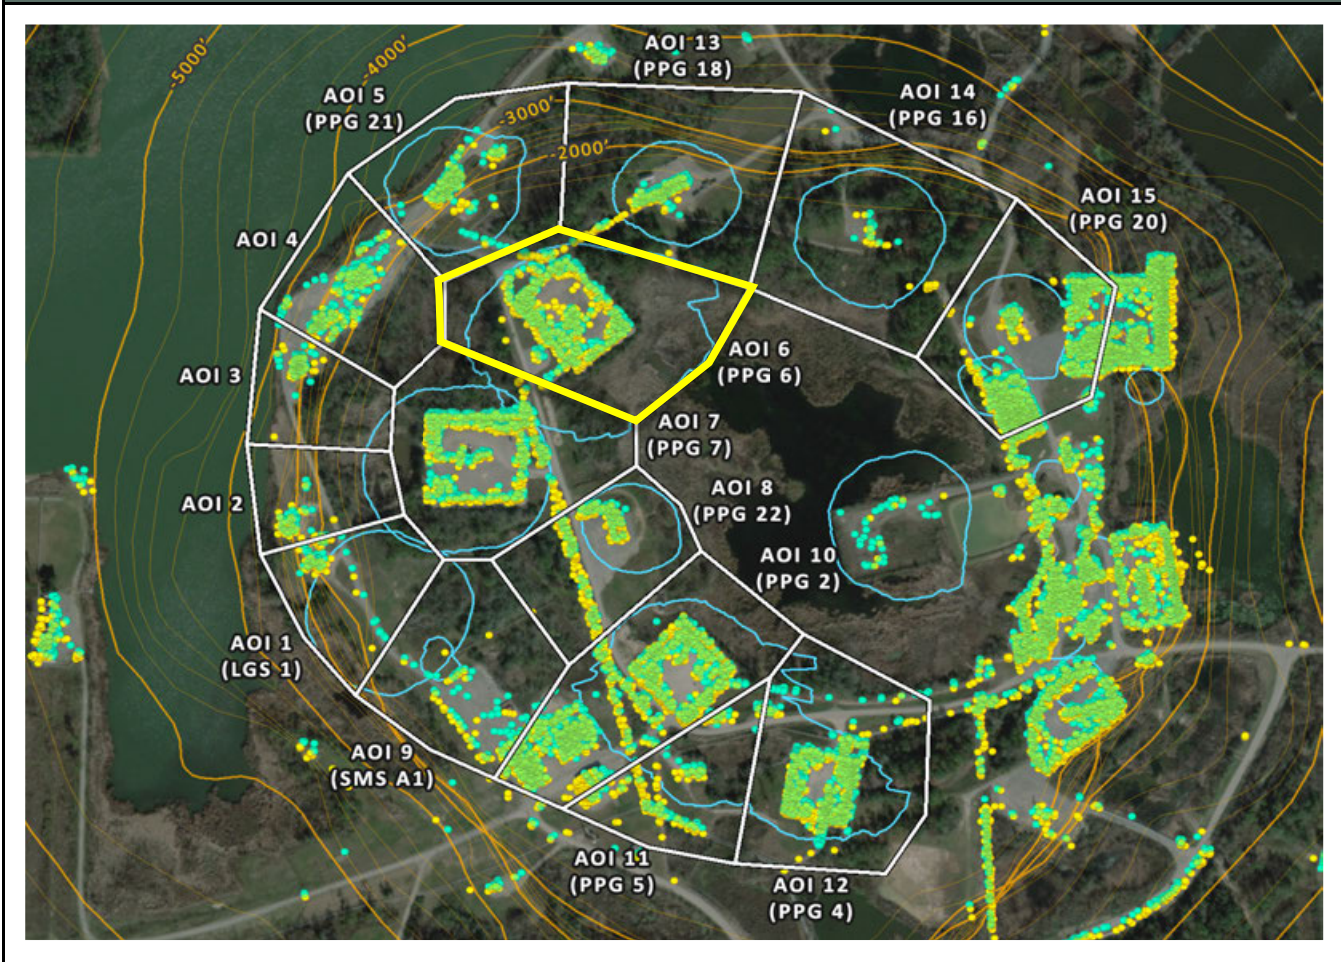 -5000'
-4000'
-3000'
-2000'
AOI 13
(PPG 18)
AOI 5
(PPG 21)
AOI 14
(PPG 16)
AOI 15
(PPG 20)
AOI 4
AOI 3
AOI 6
(PPG 6)
AOI 7
(PPG 7)
AOI 2
AOI 8
(PPG 22)
AOI 10
(PPG 2)
AOI 1
(LGS 1)
AOI 9
(SMS A1)
AOI 11
(PPG 5)
AOI 12
(PPG 4)